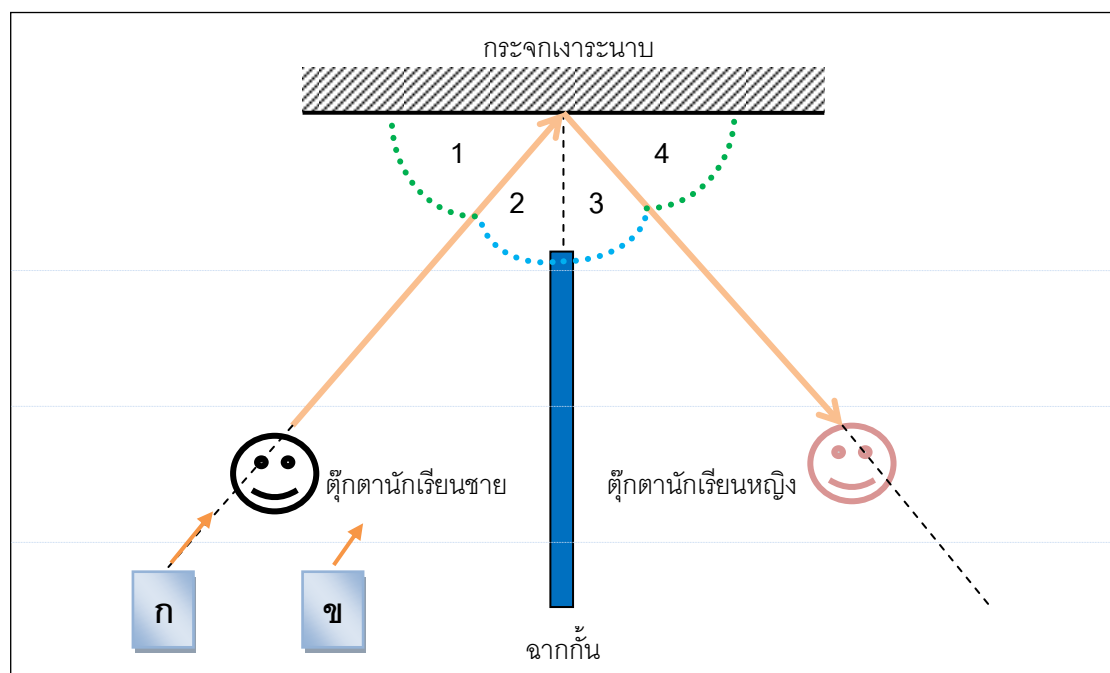 กระจกเงาระนาบ
1
4
2
3
ตุ๊กตานักเรียนชาย
ตุ๊กตานักเรียนหญิง
ก
ข
ฉากกั้น